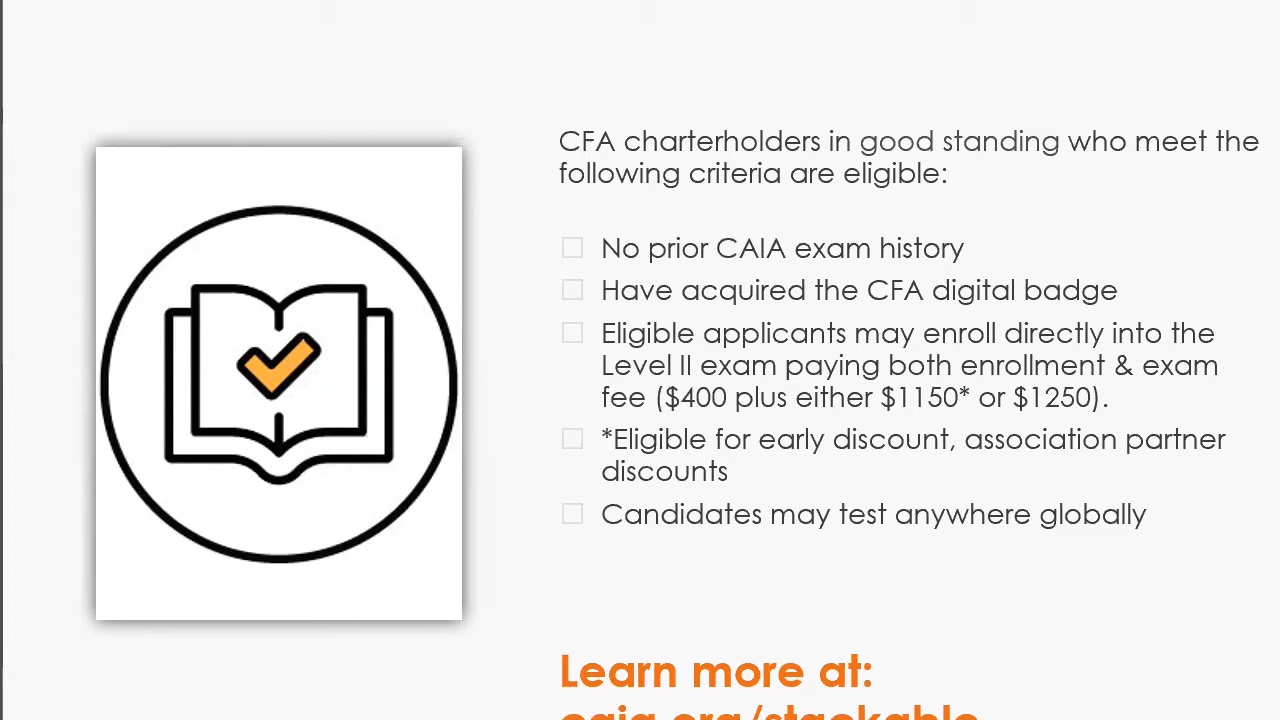 CFA charterholders in good standing who meet the
following criteria are eligible:
No prior CAIA exam history
Have acquired the CFA digital badge
Eligible applicants may enroll directly into the
Level II exam paying both enrollment & exam
fee ($400 plus either $1150* or $1250).
*Eligible for early discount, association partner
discounts
Candidates may test anywhere globally
Learn more at:
caia.org/stackable